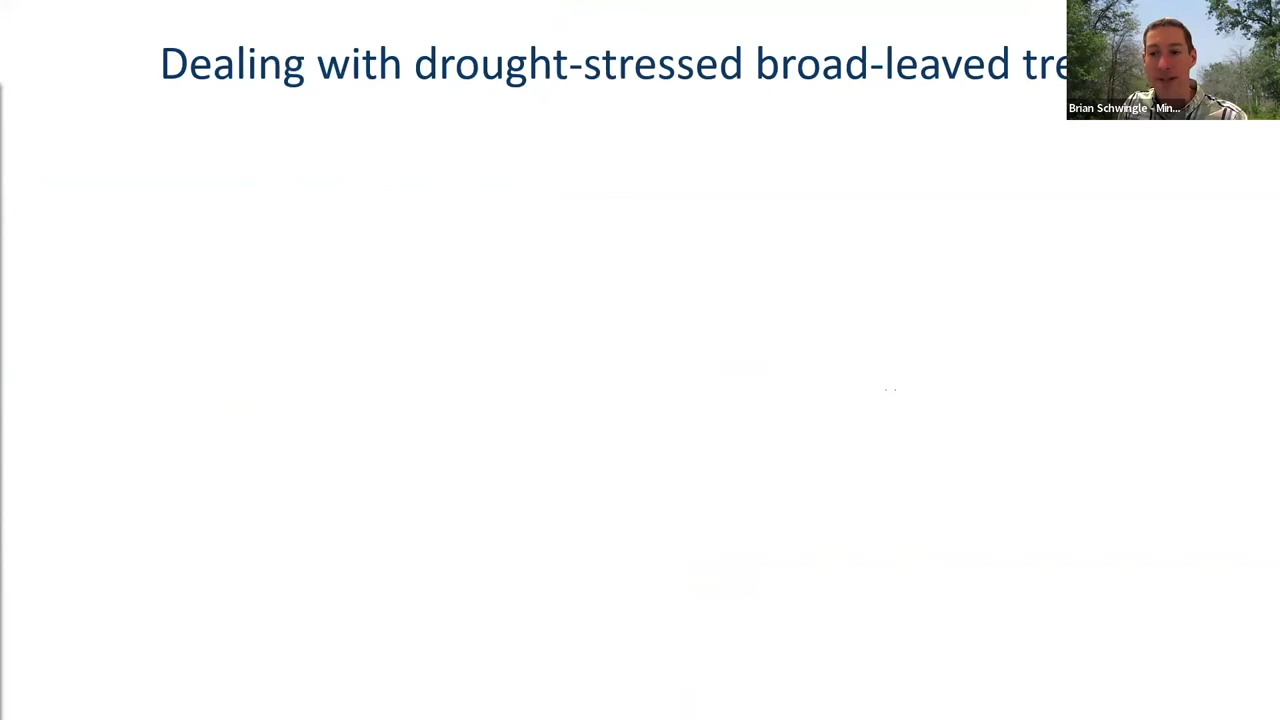 Dealing with drought-stressed broad-leaved tre
Brian Schwingle - Min...